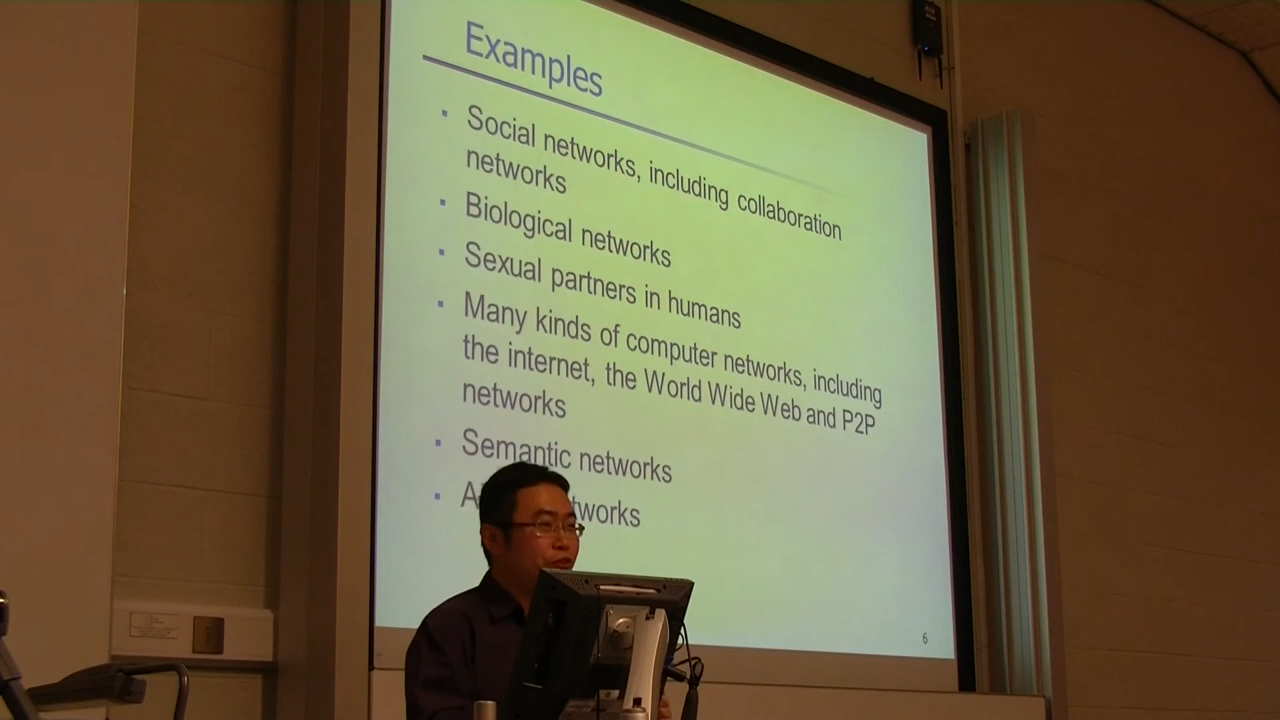 Examples
Social networks, including collaboration
networks
Biological networks
Sexual partners in humans
Many kinds of computer networks, including
the internet, the World Wide Web and P2P
networks
Semantic networks
6